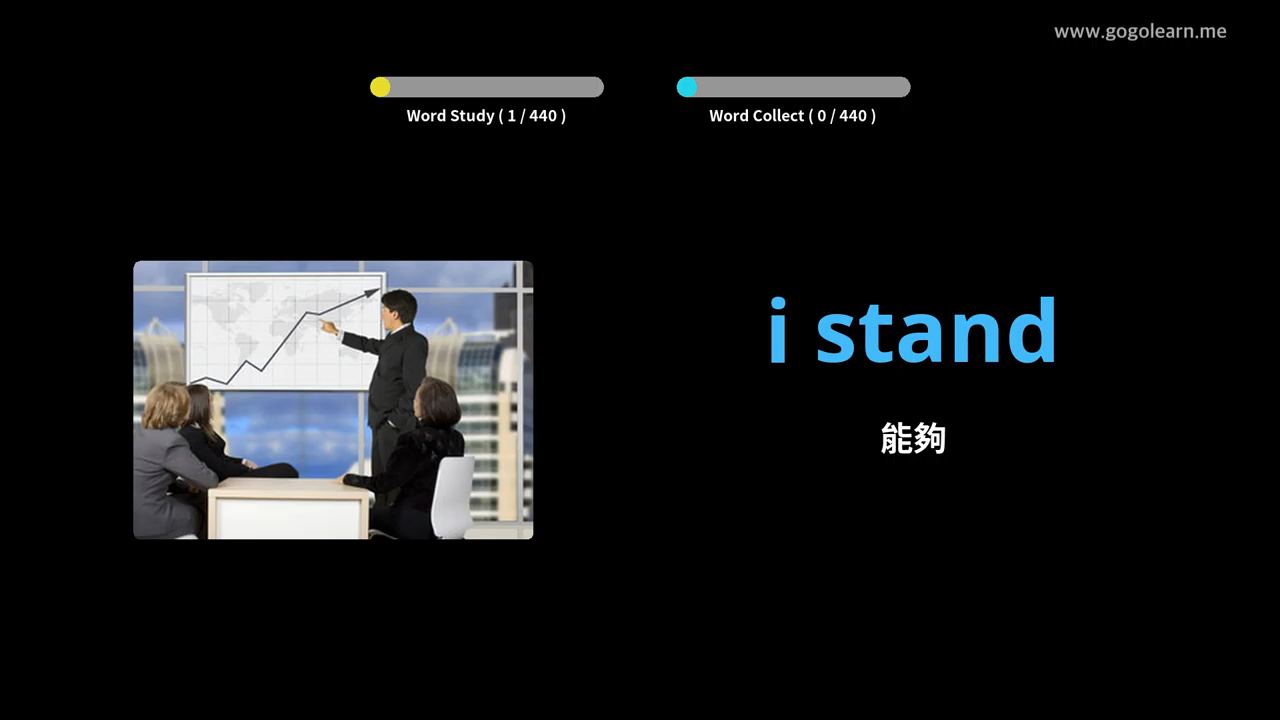 www.gogolearn.me
Word Study ( 1 / 440 )
Word Collect ( 0 / 440 )
i stand
能夠